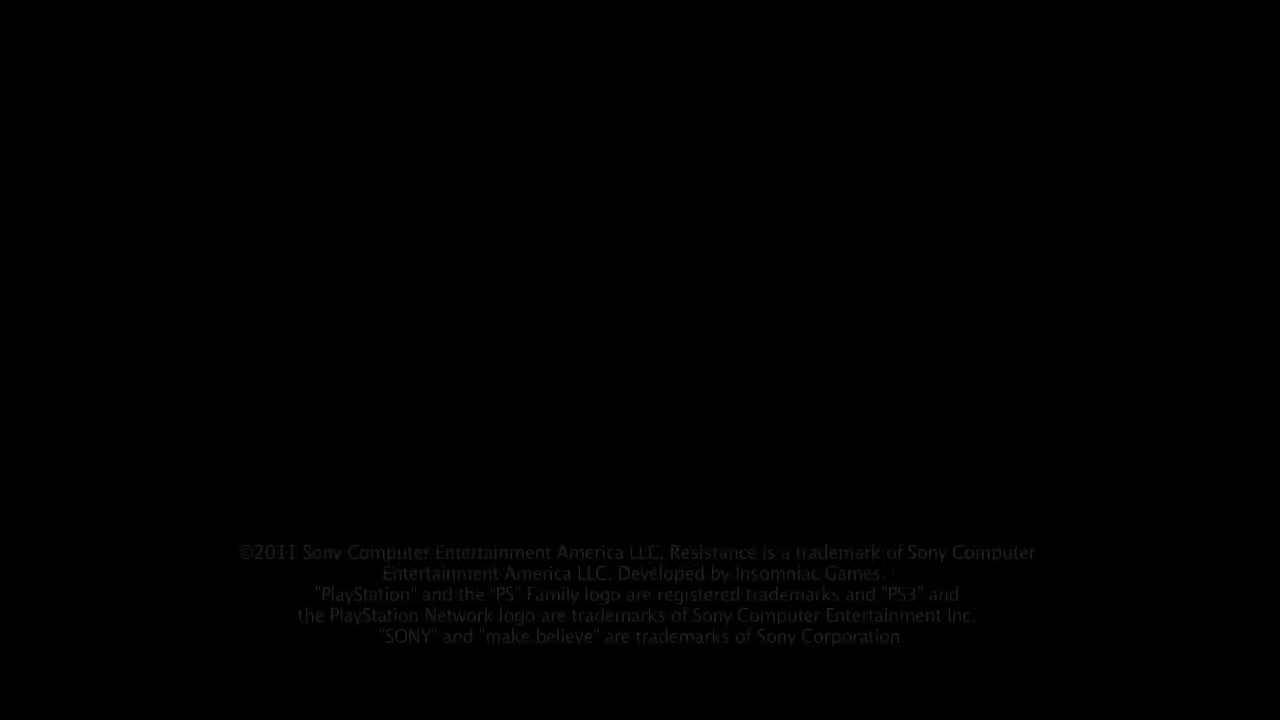 ©2011 Sony Computer Entertainment America LLC. Resistance is a trademark of Sony Computer
Entertainment America LLC. Developed by Insomniac Games.
"PlayStation" and the "PS" Family logo are registered trademarks and "PS3" and
the PlayStation Network logo are trademarks of Sony Computer Entertainment Inc.
"SONY" and "make.believe" are trademarks of Sony Corporation.